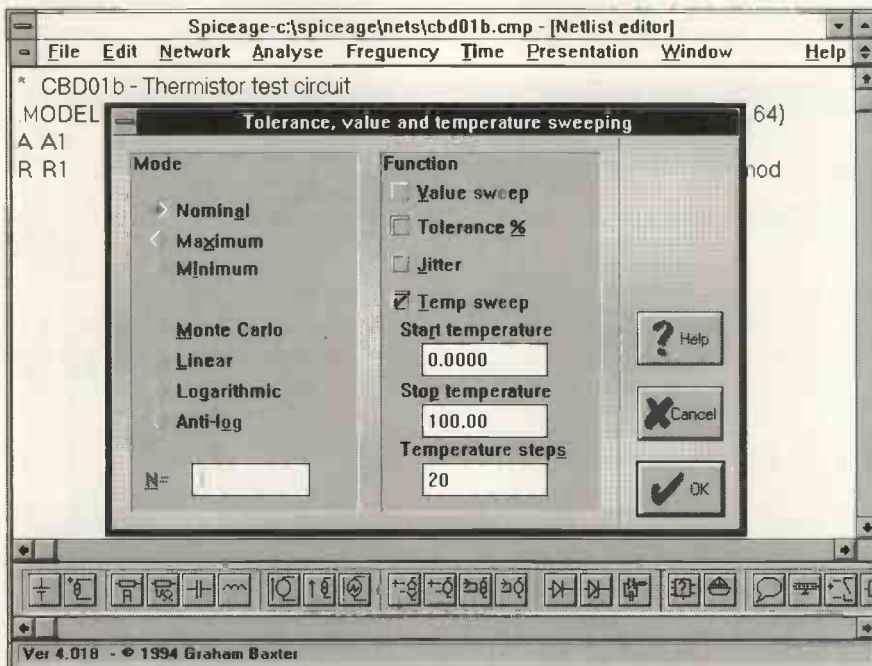 Spiceage-c:\spiceage\nets\cbd01b.cmp - [Netlist editor]
File Edit Network Analyse Frequency Time Presentation Window Help
* CBD01b - Thermistor test circuit
.MODEL 64)
A A1
R R1
Tolerance, value and temperature sweeping
Mode
Nominal
Maximum
Minimum
Monte Carlo
Linear
Logarithmic
Anti-log
N=
Function
Value sweep
Tolerance %
Jitter
Temp sweep
Start temperature
0.0000
Stop temperature
100.00
Temperature steps
20
? Help
Cancel
OK
R
Ver 4.018 - © 1994 Graham Baxter